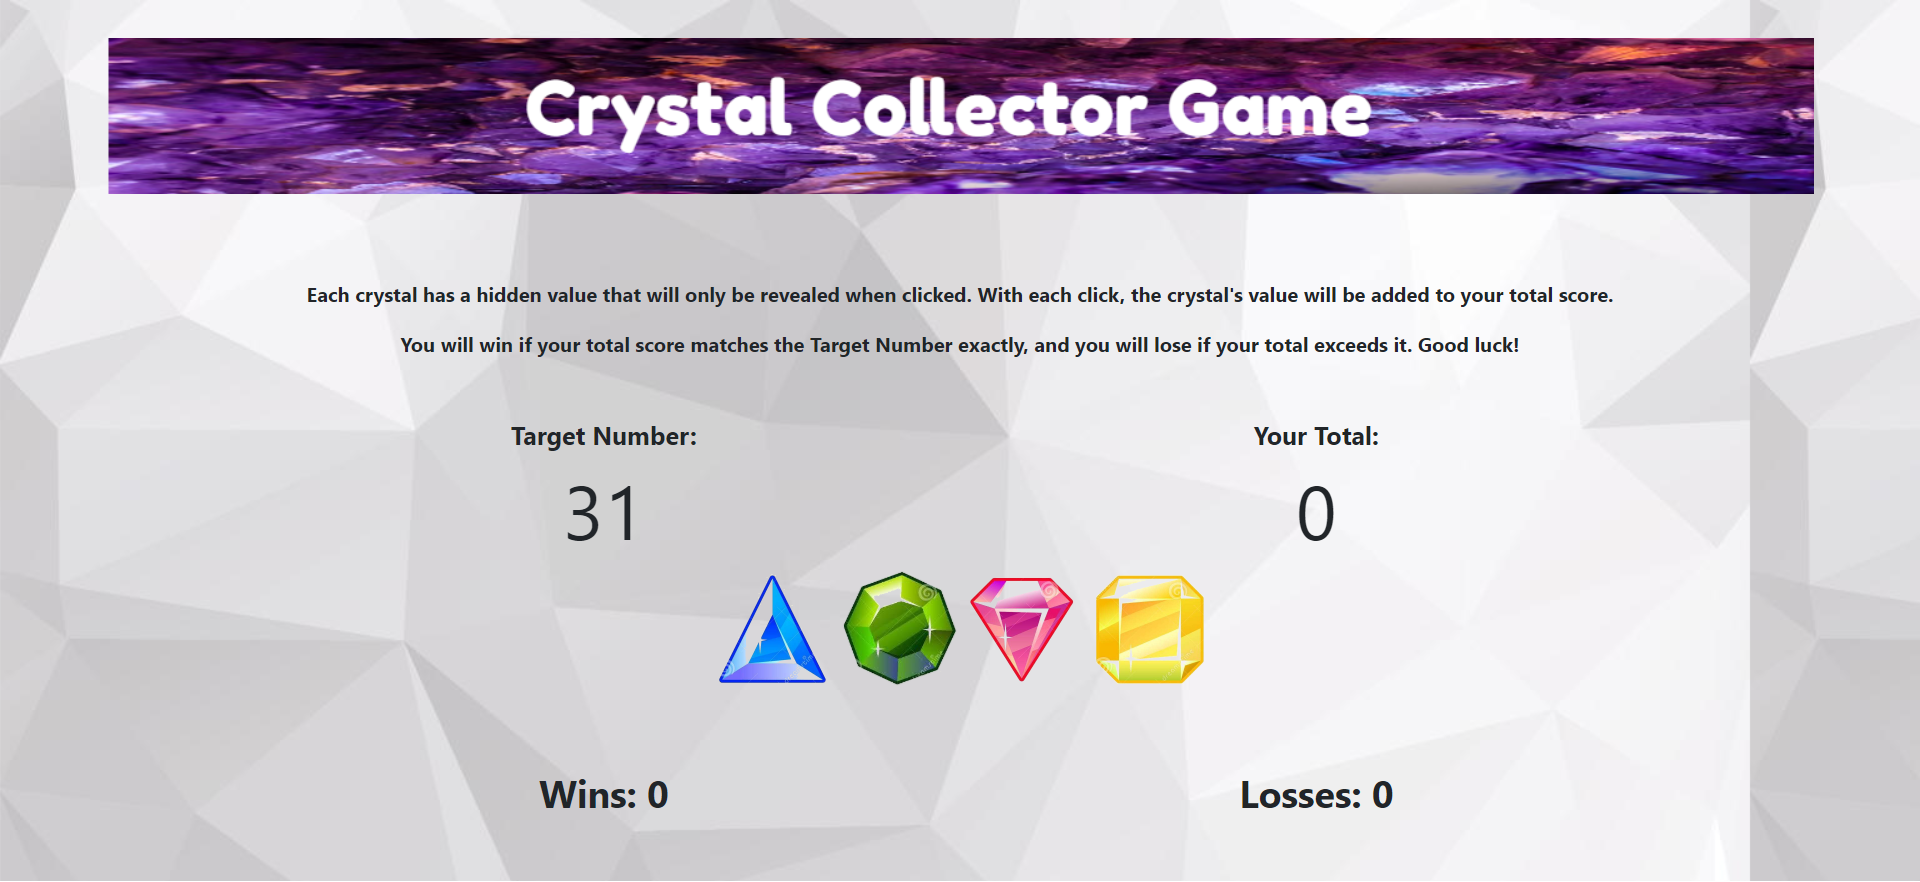 Crystal Collector Game
Each crystal has a hidden value that will only be revealed when clicked. With each click, the crystal's value will be added to your total score.
You will win if your total score matches the Target Number exactly, and you will lose if your total exceeds it. Good luck!
Target Number:
Your Total:
31
0
Wins: 0
Losses: 0